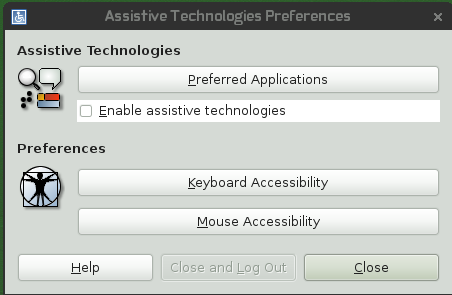 Assistive Technologies Preferences
Assistive Technologies
Preferred Applications
Enable assistive technologies
Preferences
Keyboard Accessibility
Mouse Accessibility
Help Close and Log Out Close